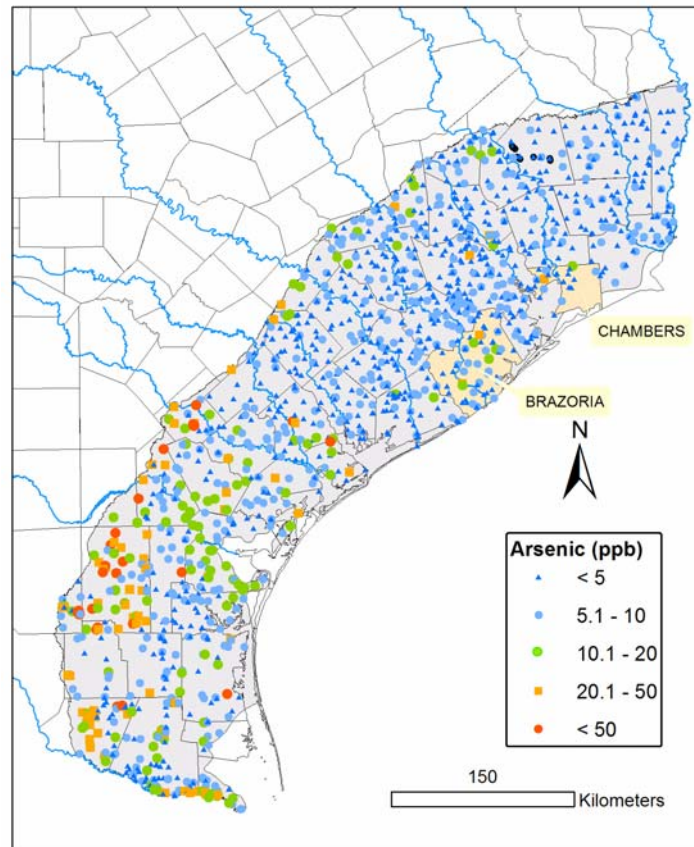 CHAMBERS
BRAZORIA
N
Arsenic (ppb)
< 5
5.1 - 10
10.1 - 20
20.1 - 50
< 50
150
Kilometers